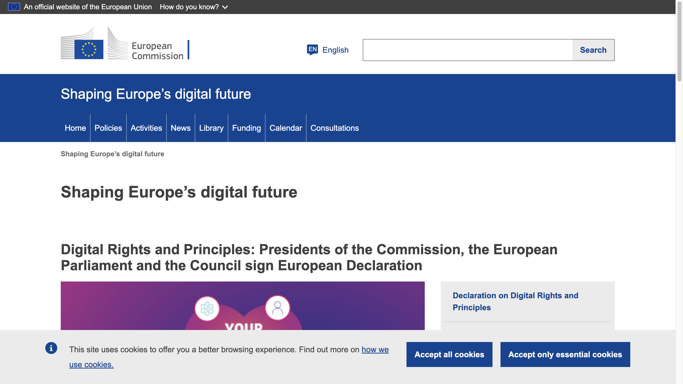 An official website of the European Union How do you know?
European
Commission
EN English
Search
Shaping Europe’s digital future
Home Policies Activities News Library Funding Calendar Consultations
Shaping Europe’s digital future
Shaping Europe’s digital future
Digital Rights and Principles: Presidents of the Commission, the European
Parliament and the Council sign European Declaration
YOUR
Declaration on Digital Rights and
Principles
This site uses cookies to offer you a better browsing experience. Find out more on how we
use cookies.
Accept all cookies
Accept only essential cookies